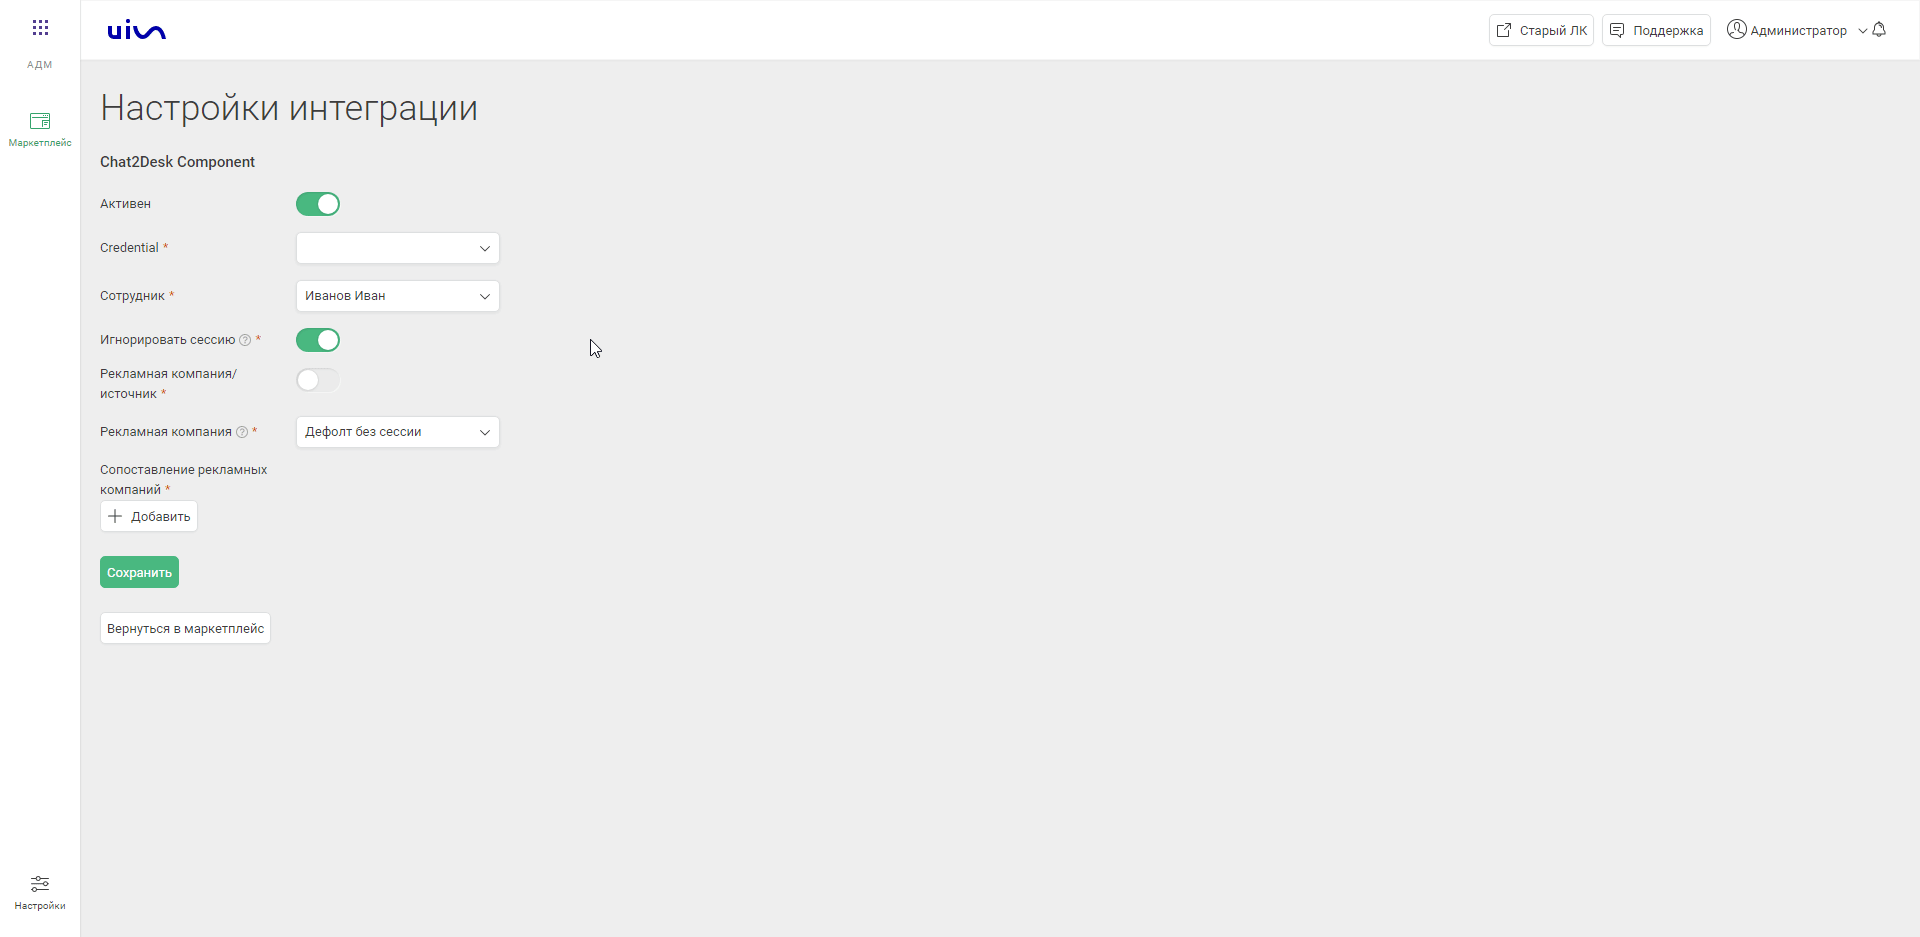 uis
Старый ЛК
Поддержка
Администратор
АДМ
Маркетплейс
Настройки интеграции
Chat2Desk Component
Активен
Credential *
Сотрудник *
Иванов Иван
Игнорировать сессию ? *
Рекламная компания/
источник *
Рекламная компания ? *
Дефолт без сессии
Сопоставление рекламных
компаний *
Добавить
Сохранить
Вернуться в маркетплейс
Настройки